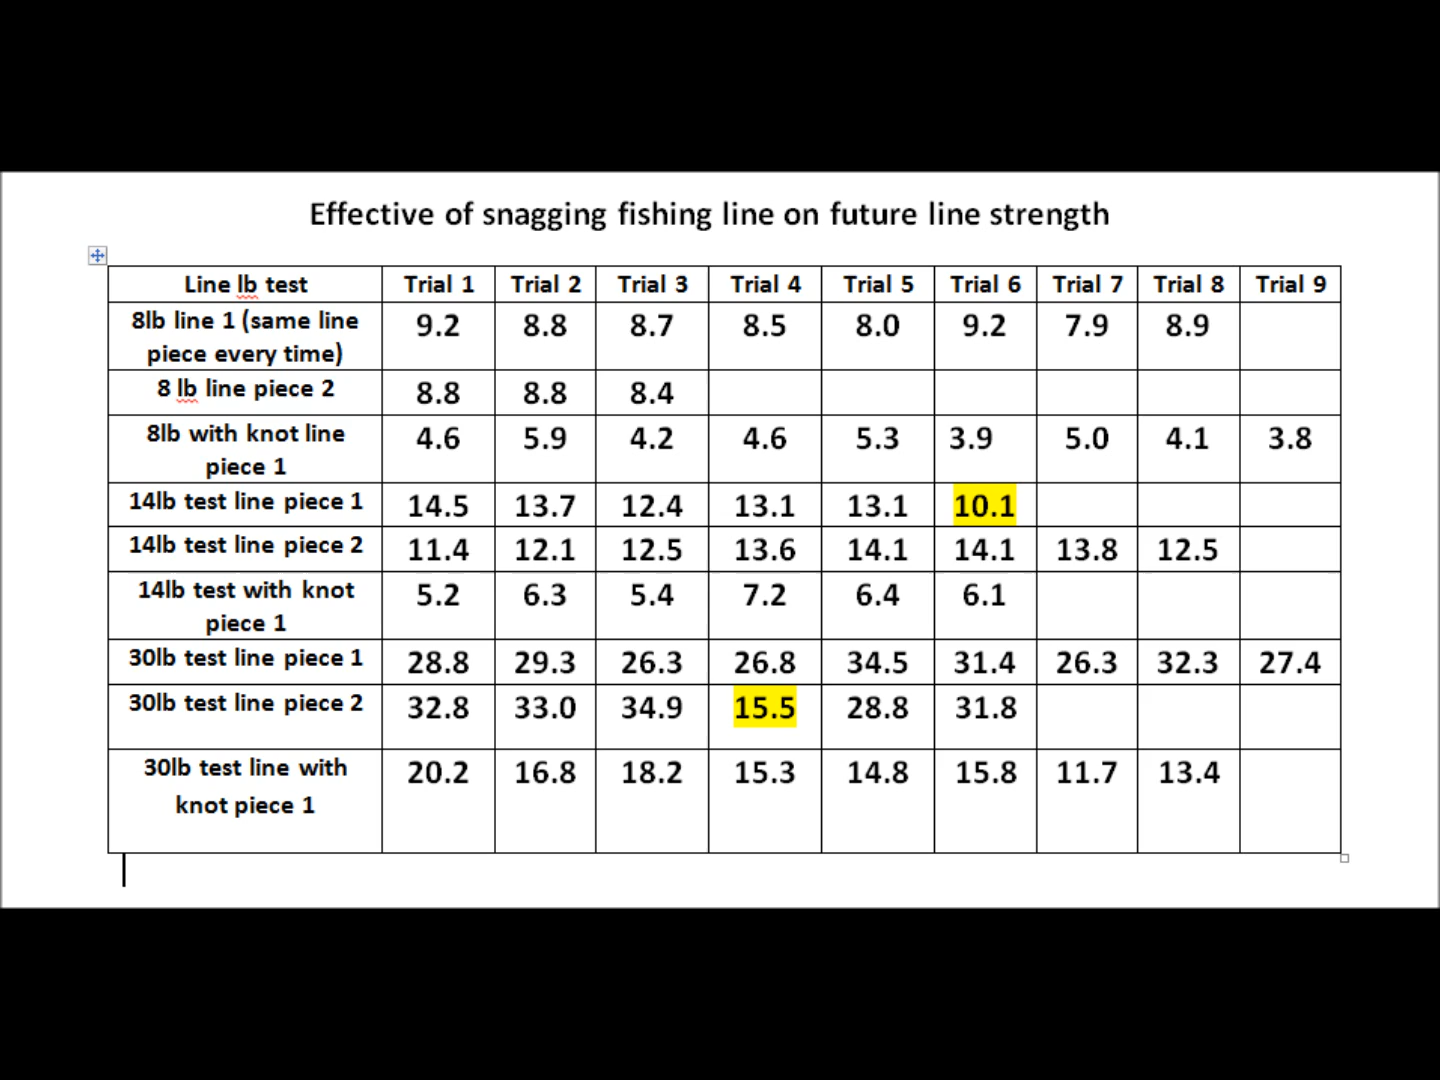 Effective of snagging fishing line on future line strength
Line lb test Trial 1 Trial 2 Trial 3 Trial 4 Trial 5 Trial 6 Trial 7 Trial 8 Trial 9
8lb line 1 (same line
piece every time) 9.2 8.8 8.7 8.5 8.0 9.2 7.9 8.9
8 lb line piece 2 8.8 8.8 8.4
8lb with knot line
piece 1 4.6 5.9 4.2 4.6 5.3 3.9 5.0 4.1 3.8
14lb test line piece 1 14.5 13.7 12.4 13.1 13.1 10.1
14lb test line piece 2 11.4 12.1 12.5 13.6 14.1 14.1 13.8 12.5
14lb test with knot
piece 1 5.2 6.3 5.4 7.2 6.4 6.1
30lb test line piece 1 28.8 29.3 26.3 26.8 34.5 31.4 26.3 32.3 27.4
30lb test line piece 2 32.8 33.0 34.9 15.5 28.8 31.8
30lb test line with
knot piece 1 20.2 16.8 18.2 15.3 14.8 15.8 11.7 13.4